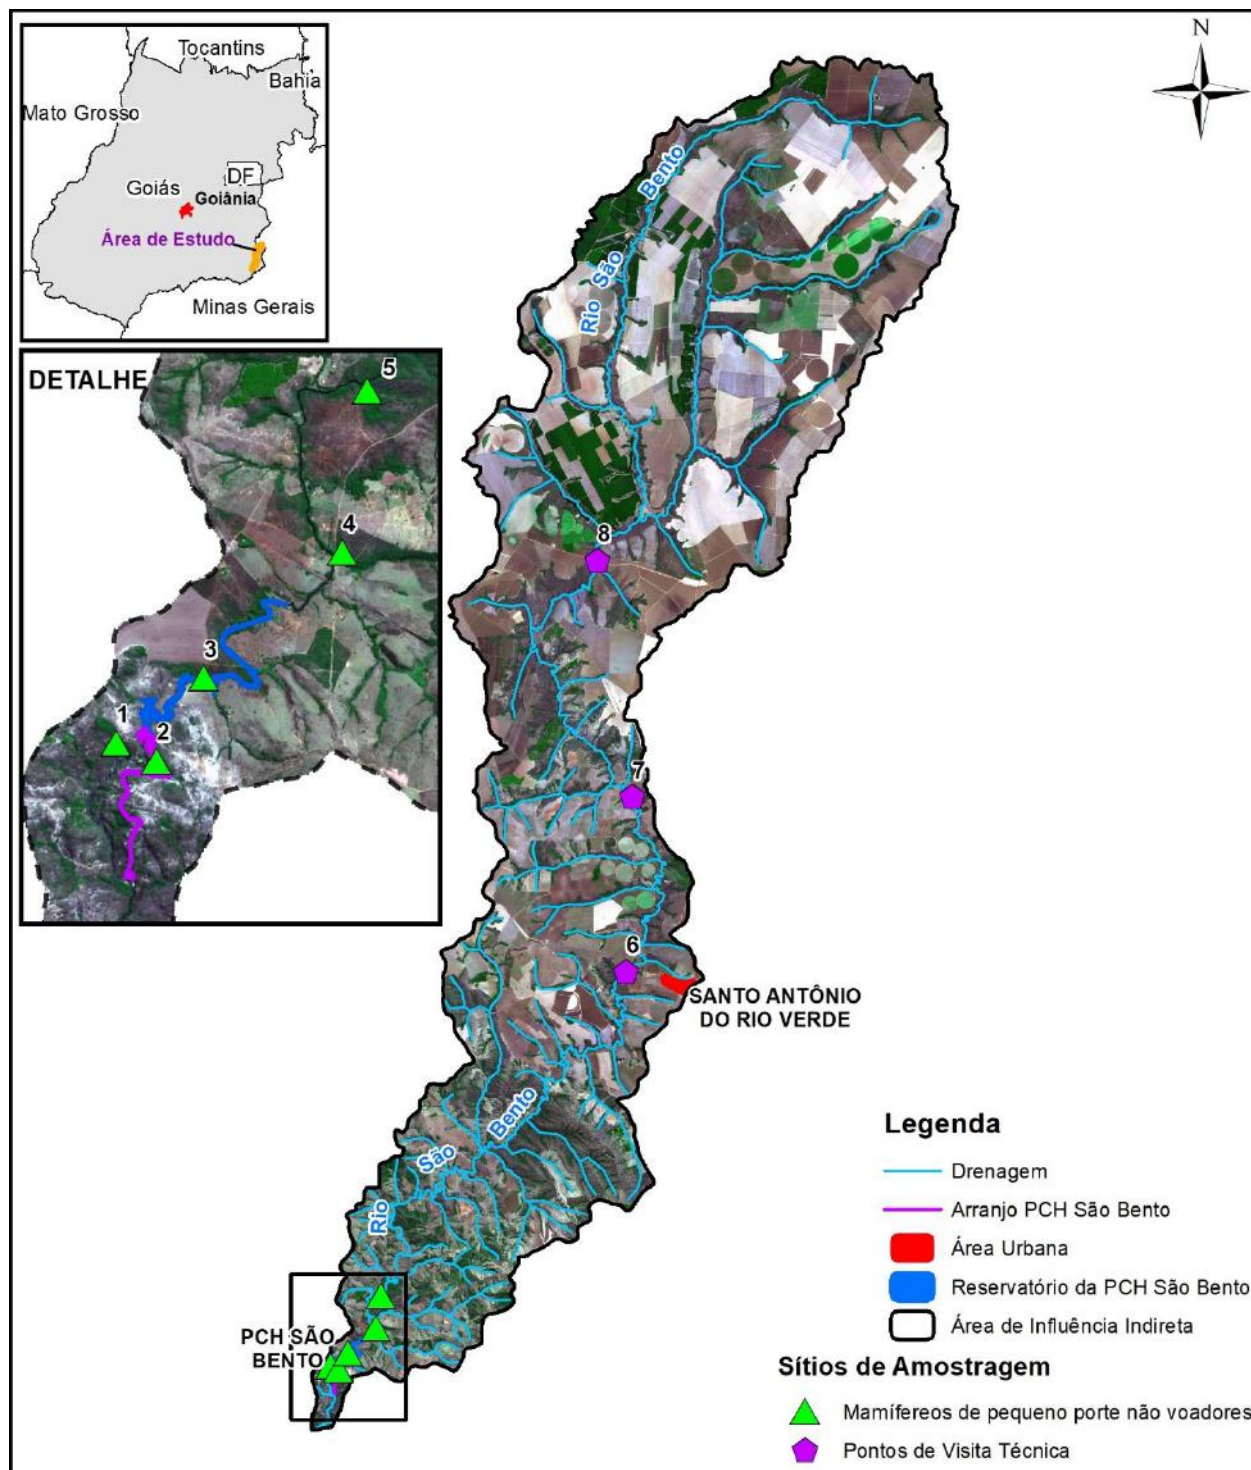 Tocantins
Bahia
Mato Grosso
DF
Goiás
Goiânia
Área de Estudo
Minas Gerais
N
DETALHE
5
4
3
1
2
Rio São Bento
8
7
6
SANTO ANTÔNIO
DO RIO VERDE
Rio São Bento
PCH SÃO
BENTO
Legenda
Drenagem
Arranjo PCH São Bento
Área Urbana
Reservatório da PCH São Bento
Área de Influência Indireta
Sítios de Amostragem
Mamífereos de pequeno porte não voadores
Pontos de Visita Técnica